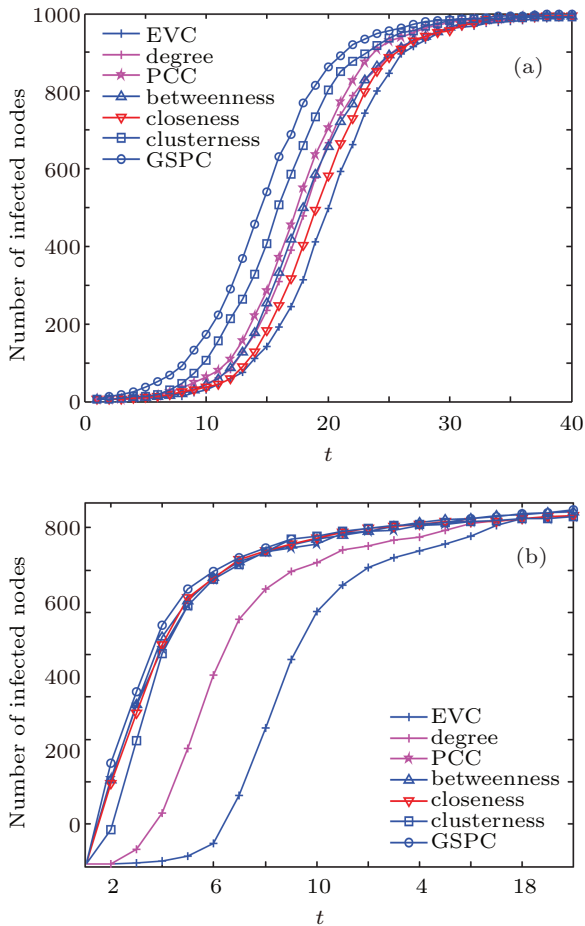 1000
800
600
400
200
0
Number of infected nodes
EVC
degree
PCC
betweenness
closeness
clusterness
GSPC
(a)
0
10
20
30
40
t
800
600
400
200
0
Number of infected nodes
(b)
EVC
degree
PCC
betweenness
closeness
clusterness
GSPC
2
6
10
4
18
t